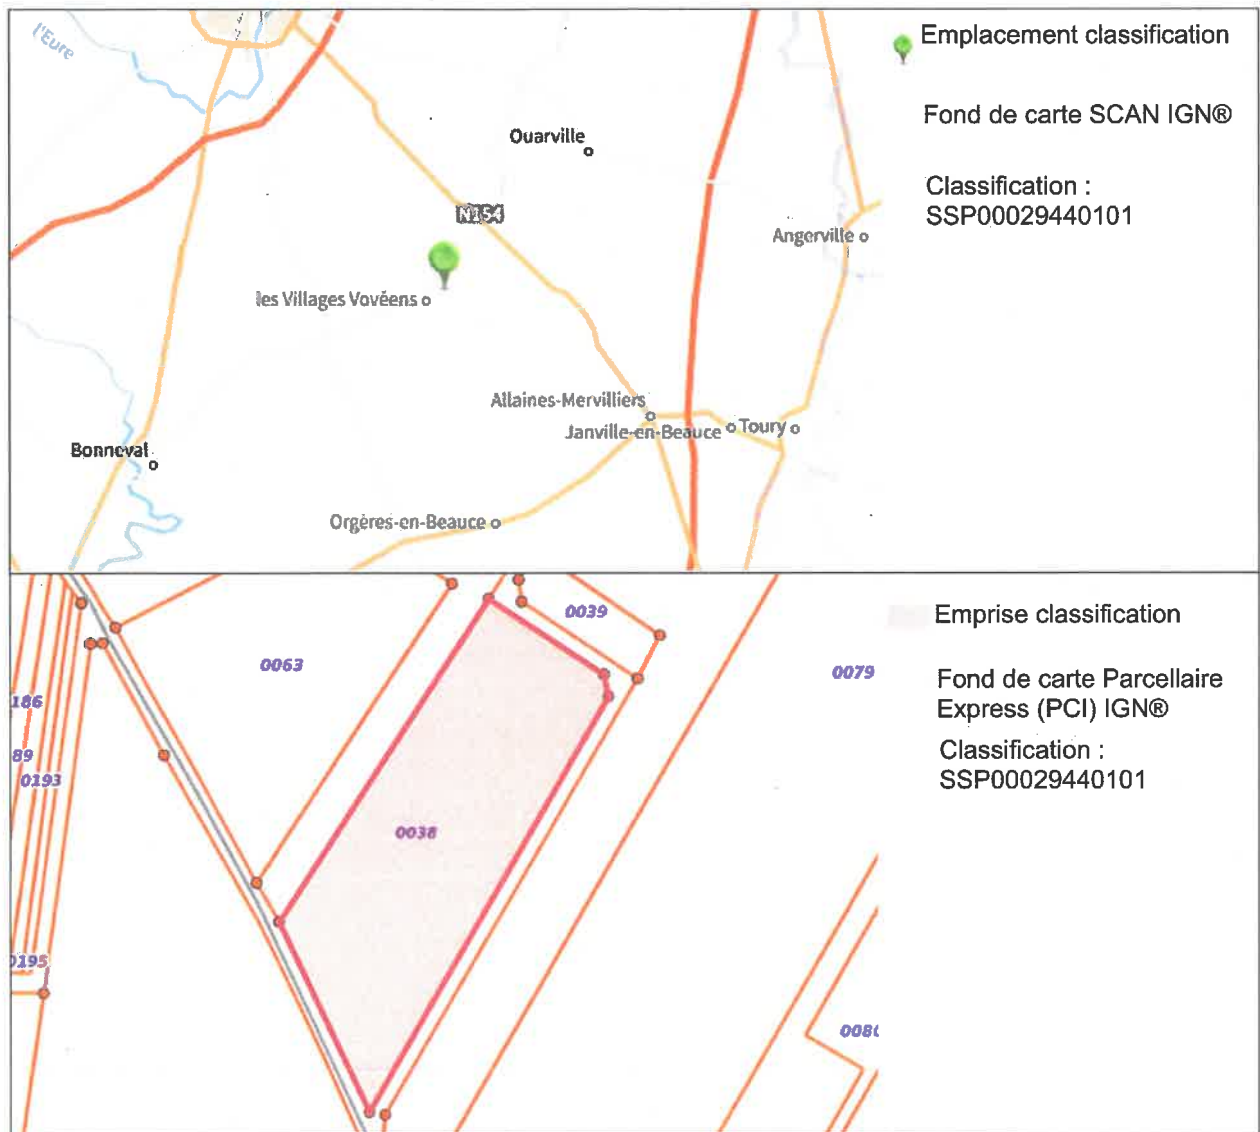 l'Eure
Emplacement classification
Fond de carte SCAN IGN®
Ouarville
Classification :
SSP00029440101
N154
Angerville
les Villages Vovéens
Allaines-Mervilliers
Janville-en-Beauce
Toury
Bonneval
Orgères-en-Beauce
0039
Emprise classification
0063
0079
Fond de carte Parcellaire
Express (PCI) IGN®
186
Classification :
SSP00029440101
89
0193
0038
0195
008